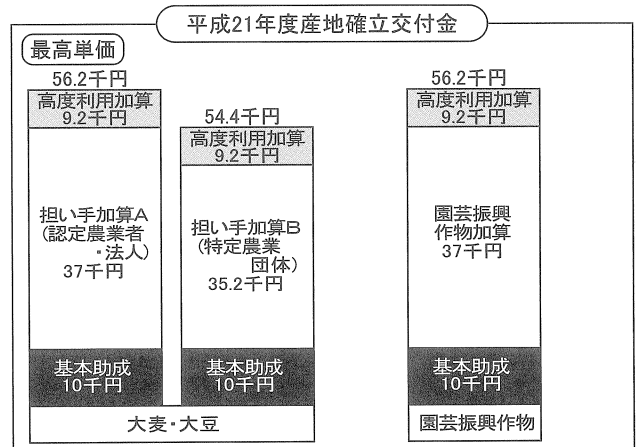 平成21年度産地確立交付金
最高単価
56.2千円
高度利用加算
9.2千円
担い手加算A
(認定農業者
・法人)
37千円
基本助成
10千円
54.4千円
高度利用加算
9.2千円
担い手加算B
(特定農業
団体)
35.2千円
基本助成
10千円
大麦・大豆
56.2千円
高度利用加算
9.2千円
園芸振興
作物加算
37千円
基本助成
10千円
園芸振興作物